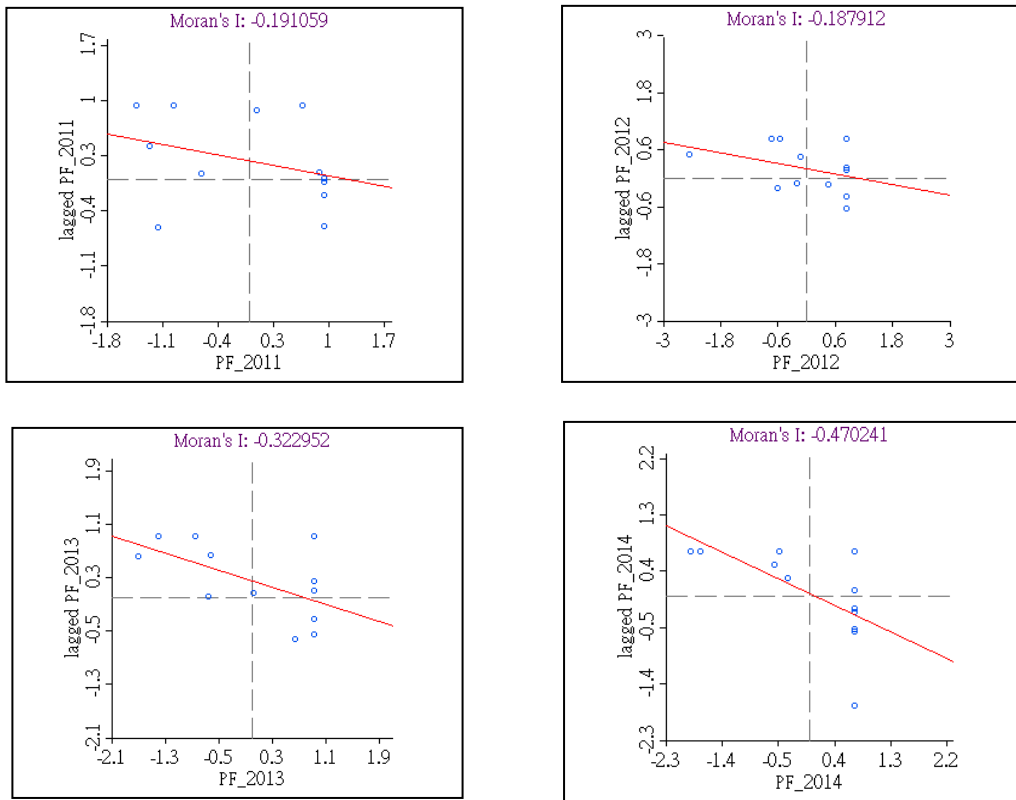 Moran's I: -0.191059
lagged PF_2011
1.7
1
0.3
-0.4
-1.1
-1.8
-1.8 -1.1 -0.4 0.3 1 1.7
PF_2011
Moran's I: -0.187912
lagged PF_2012
3
1.8
0.6
-0.6
-1.8
-3
-3 -1.8 -0.6 0.6 1.8 3
PF_2012
Moran's I: -0.322952
lagged PF_2013
1.9
1.1
0.3
-0.5
-1.3
-2.1
-2.1 -1.3 -0.5 0.3 1.1 1.9
PF_2013
Moran's I: -0.470241
lagged PF_2014
2.2
1.3
0.4
-0.5
-1.4
-2.3
-2.3 -1.4 -0.5 0.4 1.3 2.2
PF_2014